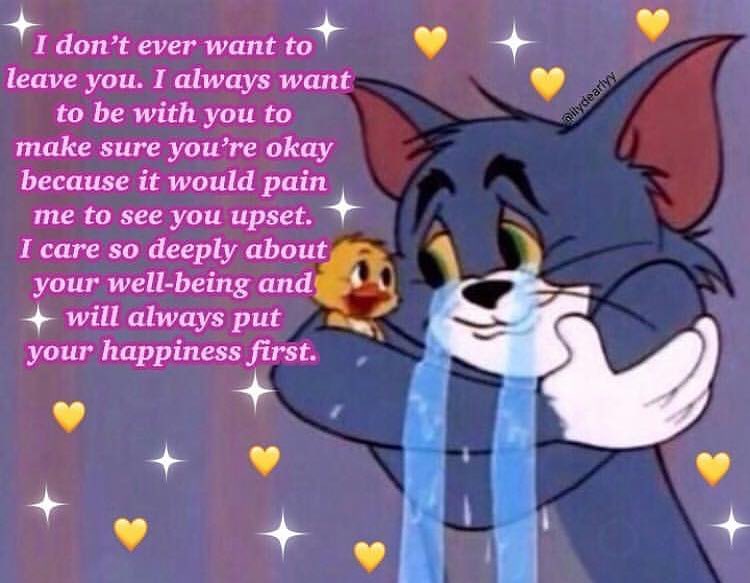 I don't ever want to
leave you. I always want
to be with you to
make sure you're okay
because it would pain
me to see you upset.
I care so deeply about
your well-being and
will always put
your happiness first.
@llydearlyy